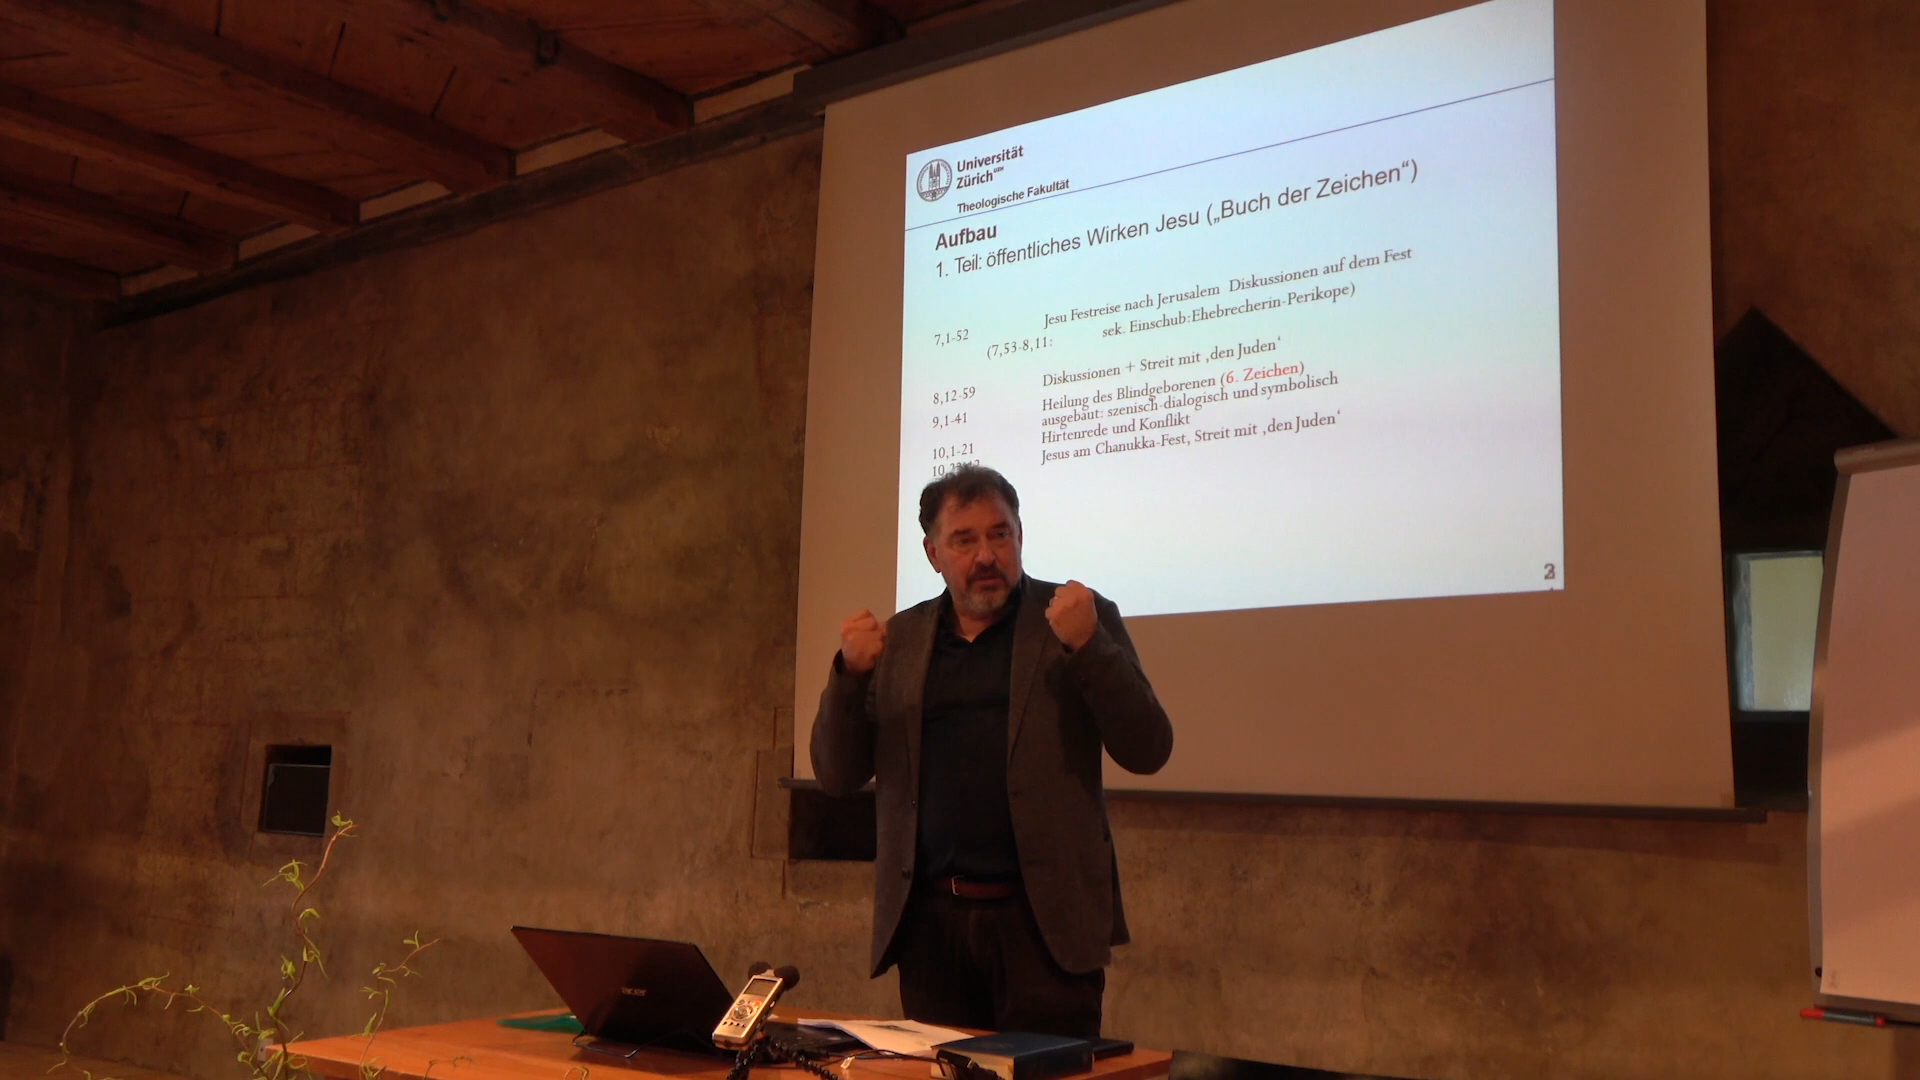 Universität
Zürich UZH
Theologische Fakultät
Aufbau
1. Teil: öffentliches Wirken Jesu („Buch der Zeichen“)
7,1-52 Jesu Festreise nach Jerusalem Diskussionen auf dem Fest
(7,53-8,11: sek. Einschub: Ehebrecherin-Perikope)
8,12-59 Diskussionen + Streit mit ‚den Juden‘
9,1-41 Heilung des Blindgeborenen (6. Zeichen)
ausgebaut: szenisch-dialogisch und symbolisch
10,1-21 Hirtenrede und Konflikt
Jesus am Chanukka-Fest, Streit mit ‚den Juden‘